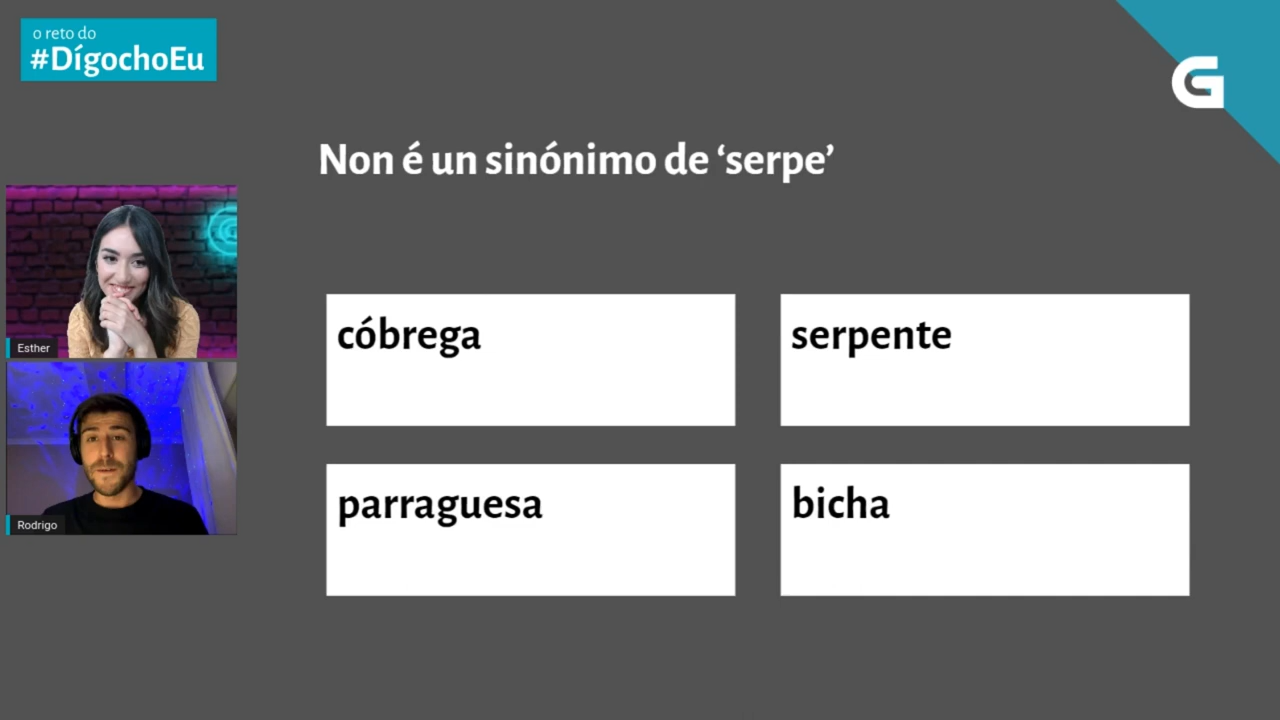 o reto do
#DígochoEu
G
Non é un sinónimo de ‘serpe’
Esther
Rodrigo
cóbrega
serpente
parraguesa
bicha